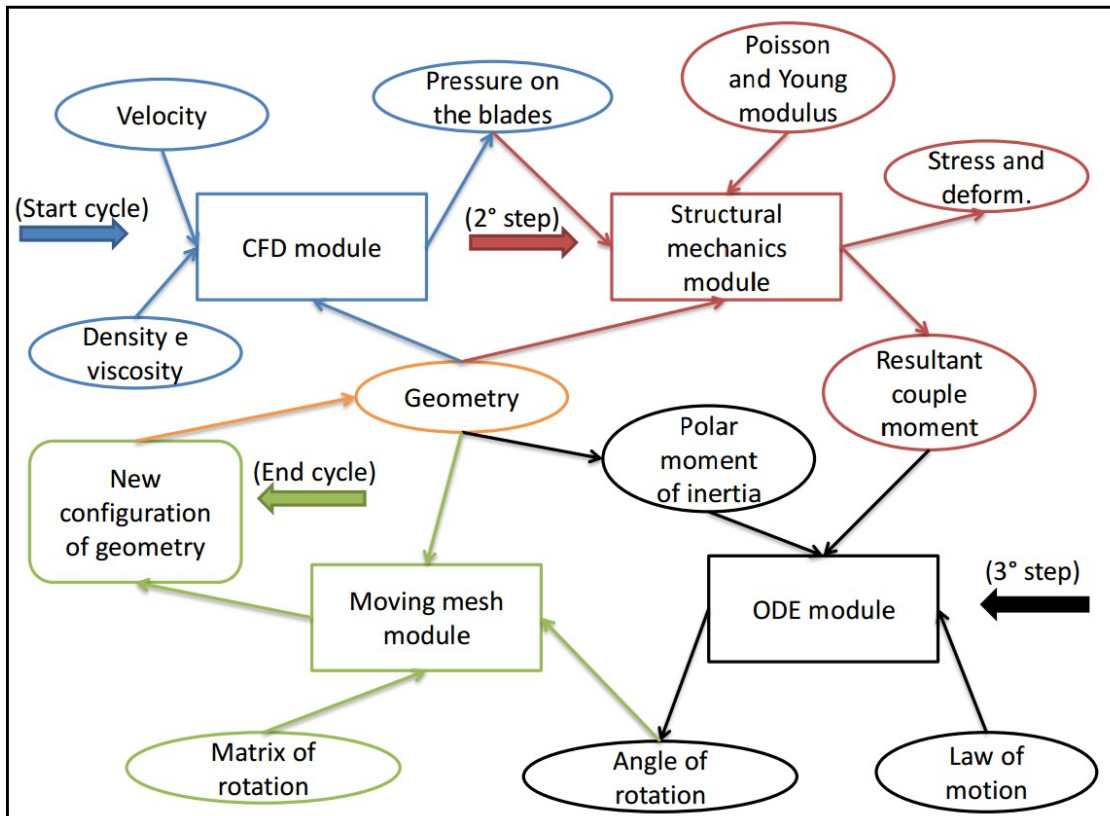 Poisson
and Young
modulus
Pressure on
the blades
Velocity
Stress and
deform.
(Start cycle)
(2° step)
CFD module
Structural
mechanics
module
Density e
viscosity
Geometry
Resultant
couple
moment
Polar
moment
of inertia
New
configuration
of geometry
(End cycle)
(3° step)
Moving mesh
module
ODE module
Matrix of
rotation
Angle of
rotation
Law of
motion